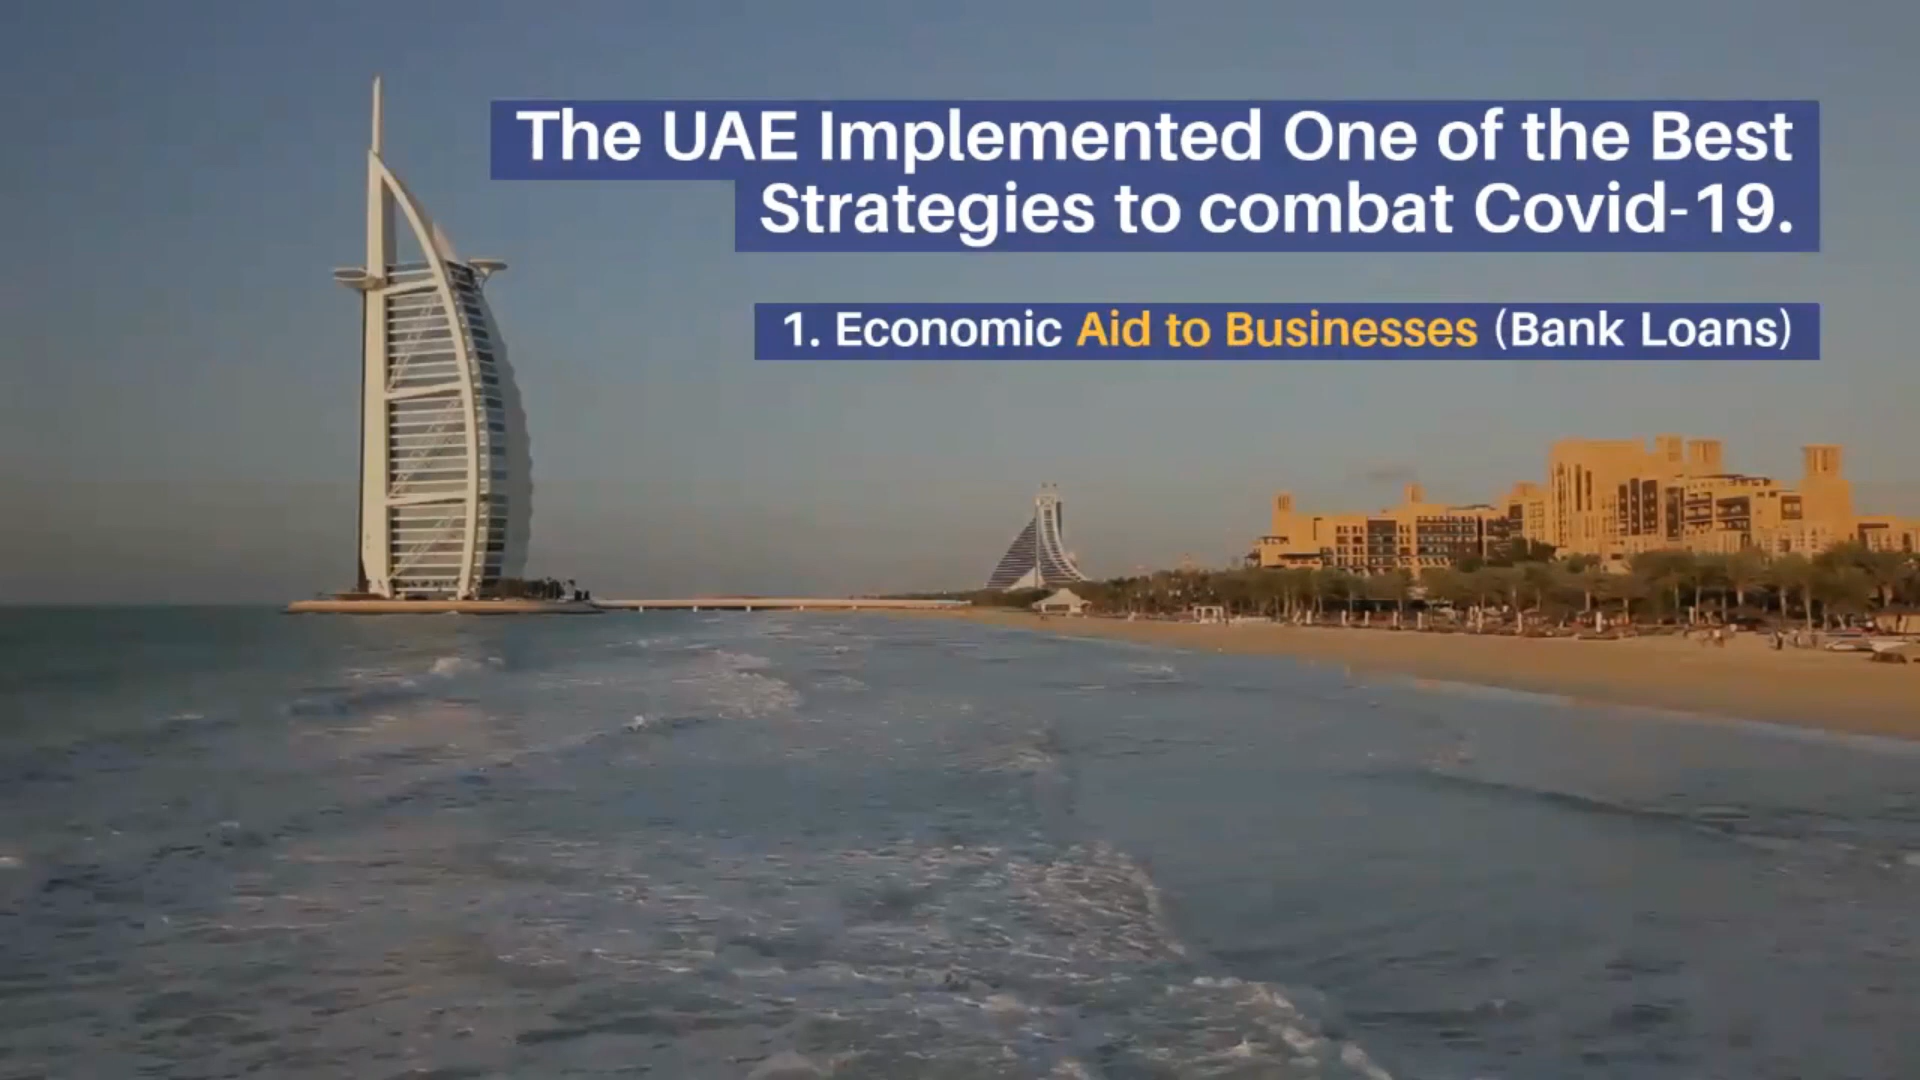 The UAE Implemented One of the Best
Strategies to combat Covid-19.
1. Economic Aid to Businesses (Bank Loans)